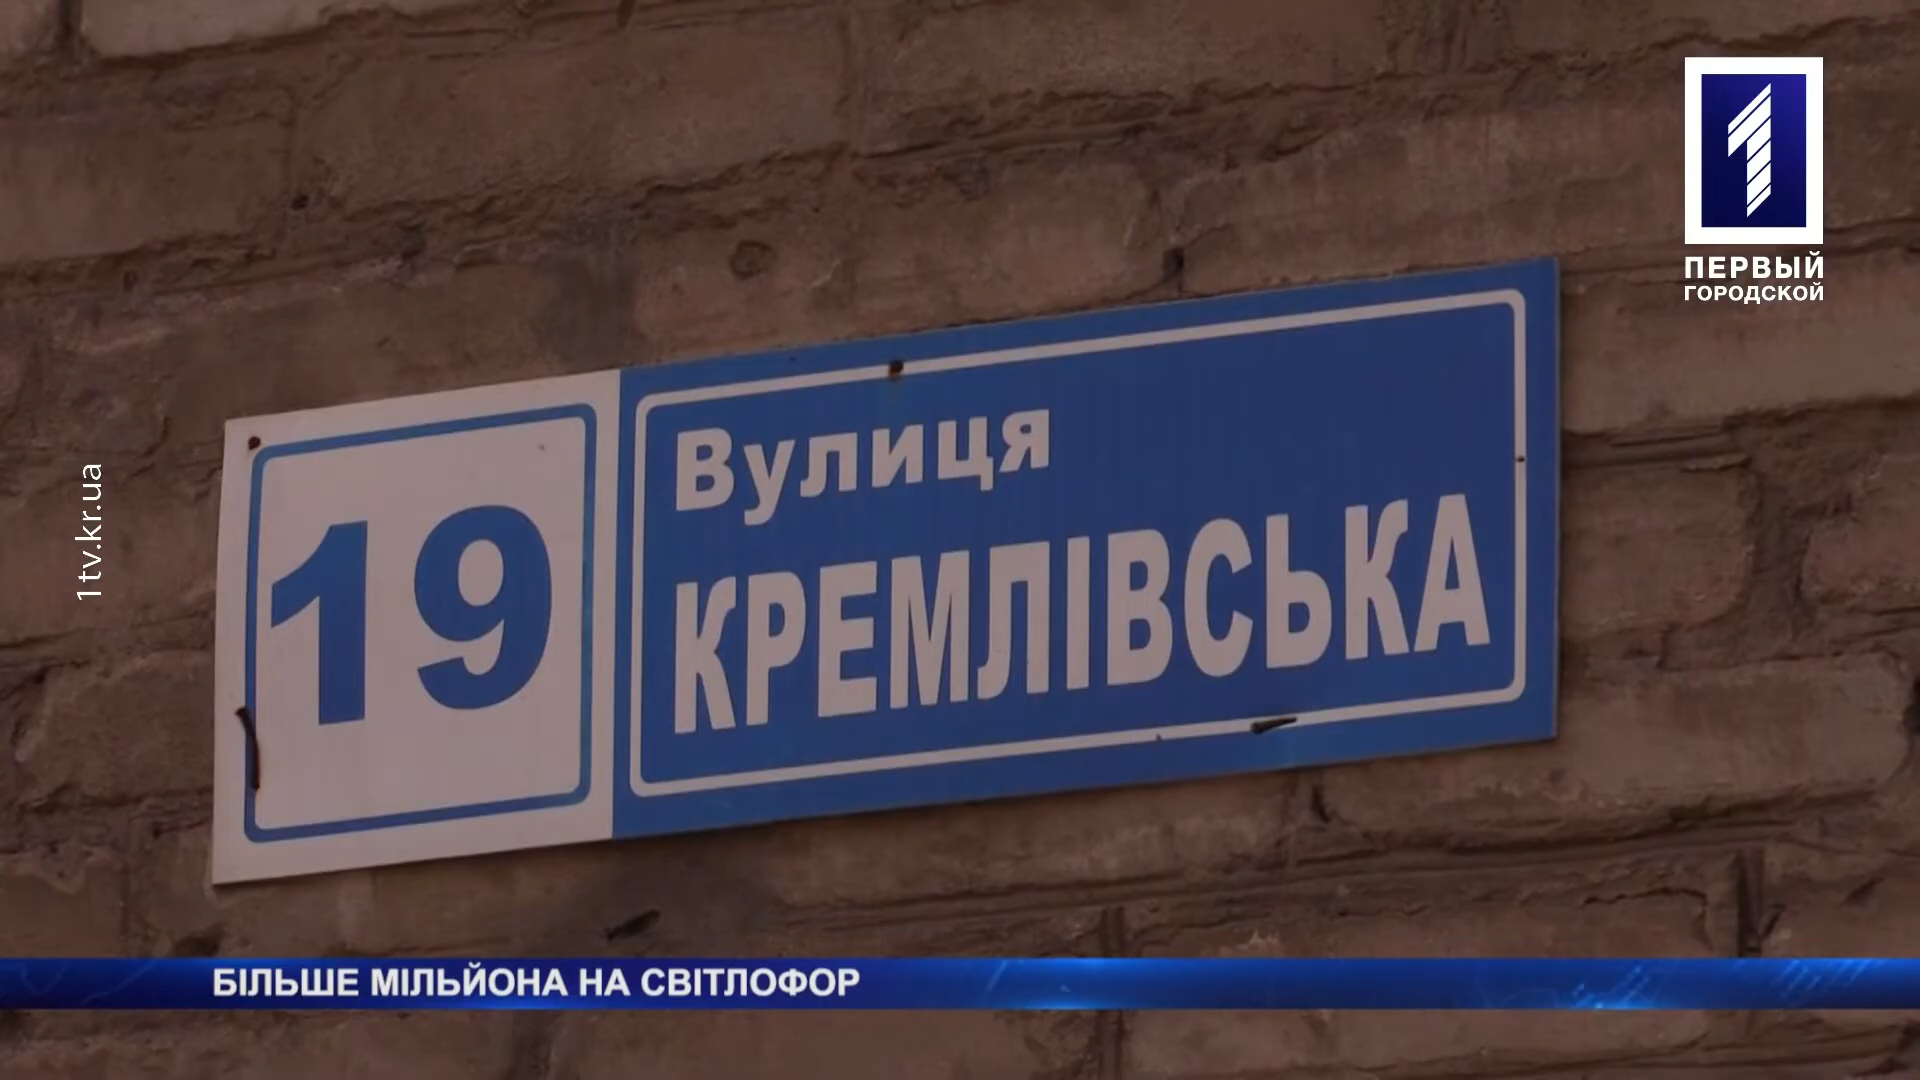 ПЕРВЫЙ
ГОРОДСКОЙ
1tv.kr.ua
19
Вулиця
КРЕМЛІВСЬКА
БІЛЬШЕ МІЛЬЙОНА НА СВІТЛОФОР